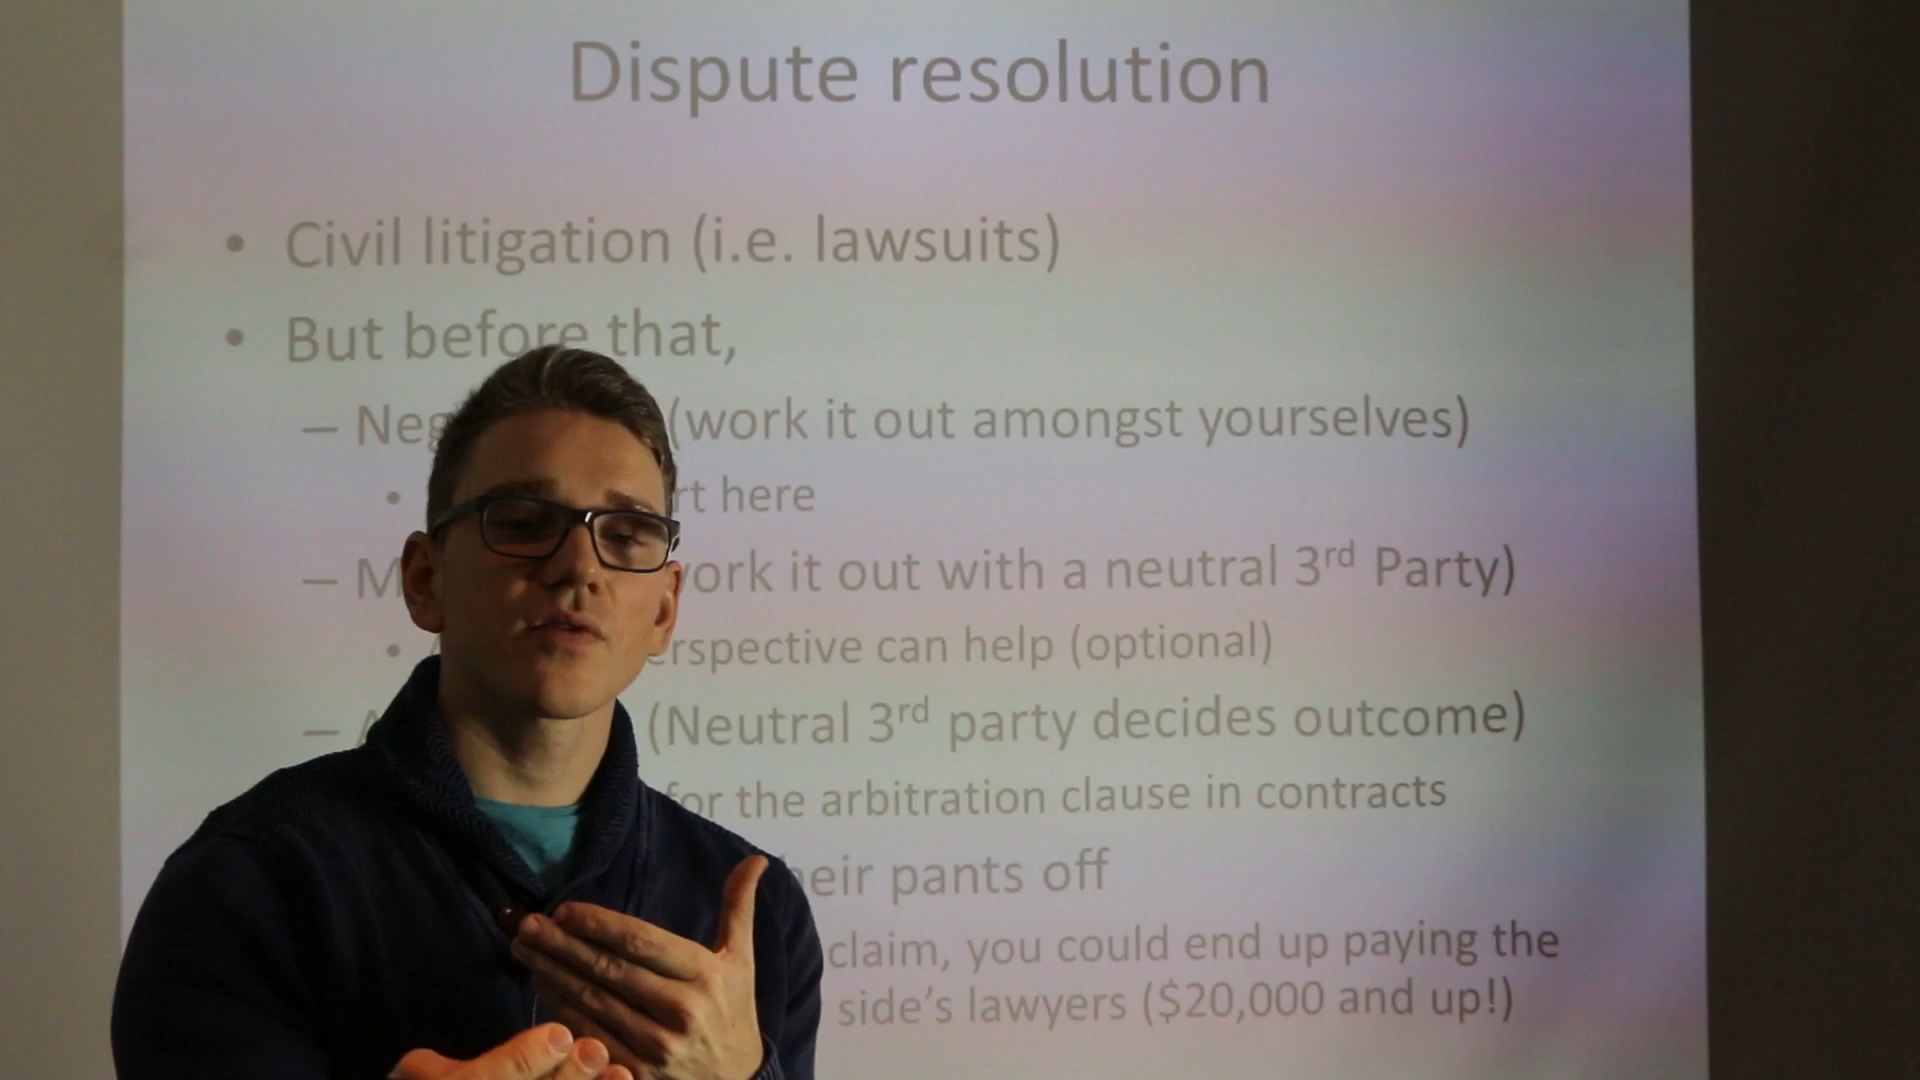 Dispute resolution
• Civil litigation (i.e. lawsuits)
• But before that,
– Neg (work it out amongst yourselves)
• rt here
– M ork it out with a neutral 3rd Party)
• erspective can help (optional)
– A (Neutral 3rd party decides outcome)
for the arbitration clause in contracts
heir pants off
claim, you could end up paying the
side's lawyers ($20,000 and up!)